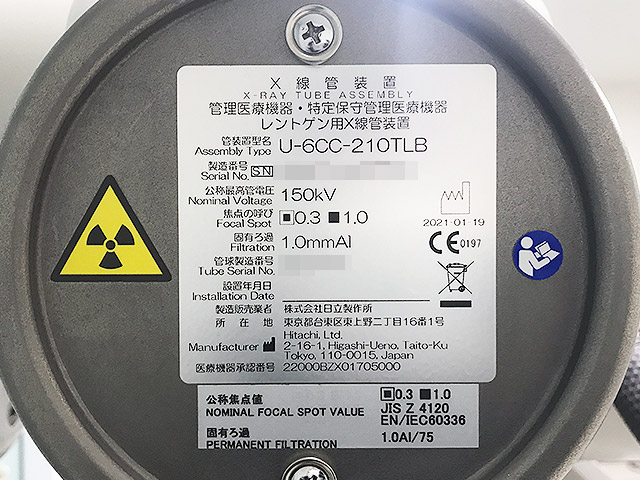 X線管装置
X-RAY TUBE ASSEMBLY
管理医療機器・特定保守管理医療機器
レントゲン用X線管装置
管装置型名
Assembly Type U-6CC-210TLB
製造番号
Serial No. SN
公称最高管電圧
Nominal Voltage 150kV
焦点の呼び
Focal Spot 0.3 1.0
2021-01-19
固有ろ過
Filtration 1.0mmAl
CE0197
管球製造番号
Tube Serial No.
設置年月日
Installation Date
製造販売業者 株式会社日立製作所
所在地 東京都台東区東上野二丁目16番1号
Manufacturer Hitachi, Ltd.
2-16-1, Higashi-Ueno, Taito-Ku
Tokyo, 110-0015, Japan
医療機器承認番号 22000BZX01705000
公称焦点値
NOMINAL FOCAL SPOT VALUE
0.3 1.0
JIS Z 4120
EN/IEC60336
固有ろ過
PERMANENT FILTRATION
1.0Al/75